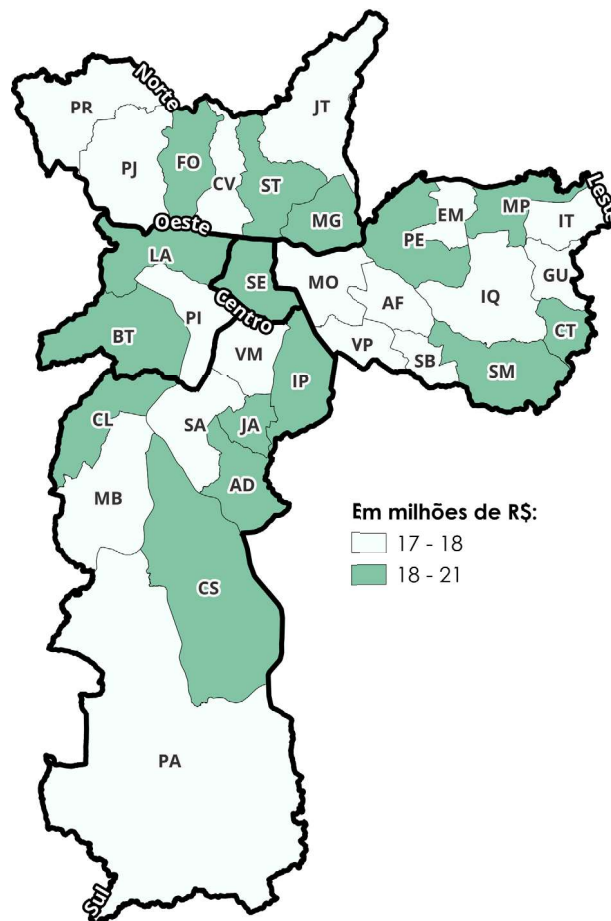 Norte
JT
PR
PJ
FO
CV
ST
MG
Oeste
LA
SE
Centro
PI
BT
Leste
EM
MP
IT
PE
GU
MO
AF
IQ
CT
VP
SB
SM
VM
IP
CL
SA
JA
MB
AD
CS
PA
Sul
Em milhões de R$:
17 - 18
18 - 21